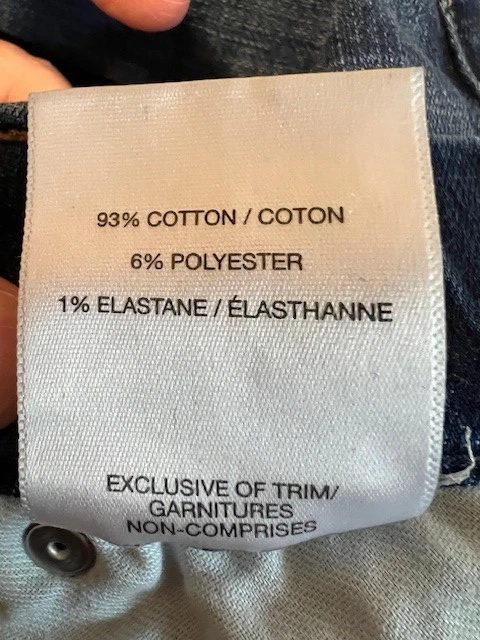 93% COTTON / COTON
6% POLYESTER
1% ELASTANE / ÉLASTHANNE
EXCLUSIVE OF TRIM/
GARNITURES
NON-COMPRISES